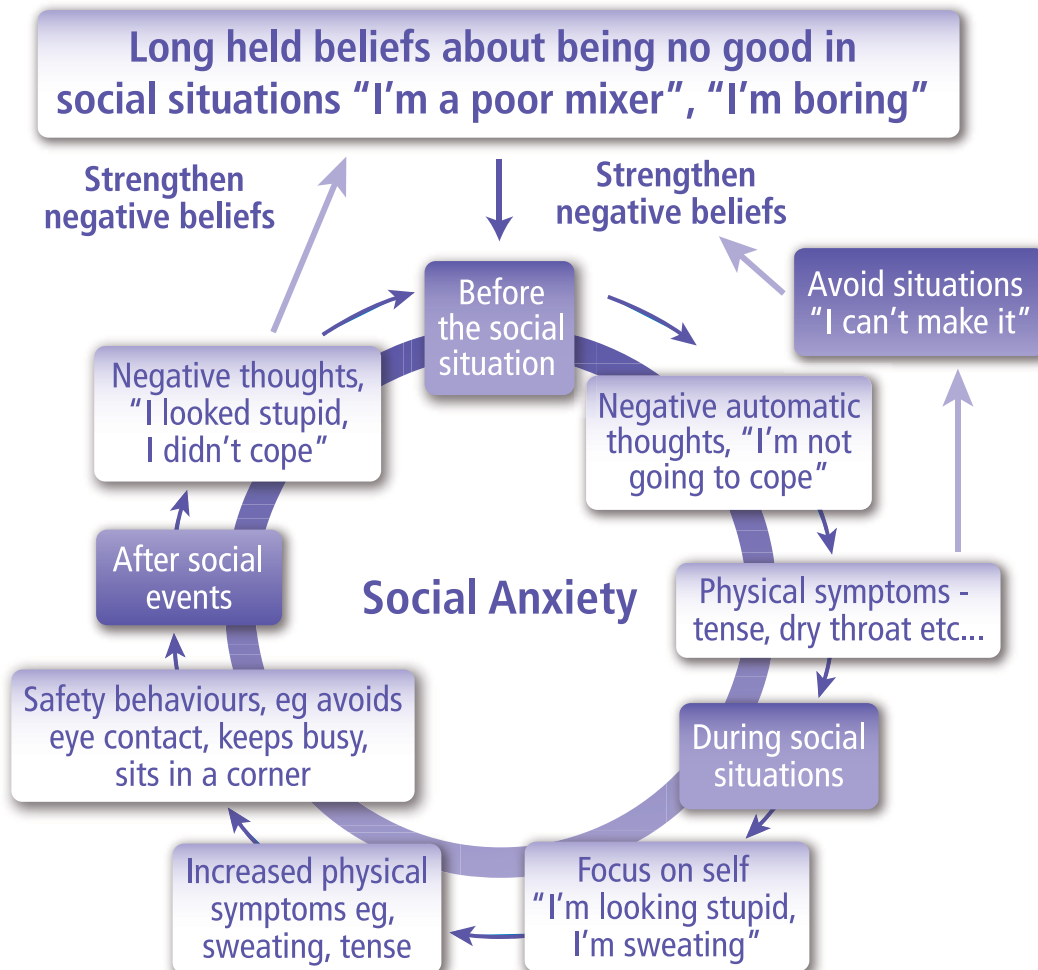 Long held beliefs about being no good in
social situations “I’m a poor mixer”, “I’m boring”
Strengthen
negative beliefs
Strengthen
negative beliefs
Before
the social
situation
Avoid situations
“I can’t make it”
Negative automatic
thoughts, “I’m not
going to cope”
Physical symptoms -
tense, dry throat etc...
During social
situations
Focus on self
“I’m looking stupid,
I’m sweating”
Increased physical
symptoms eg,
sweating, tense
Safety behaviours, eg avoids
eye contact, keeps busy,
sits in a corner
After social
events
Negative thoughts,
“I looked stupid,
I didn’t cope”
Social Anxiety